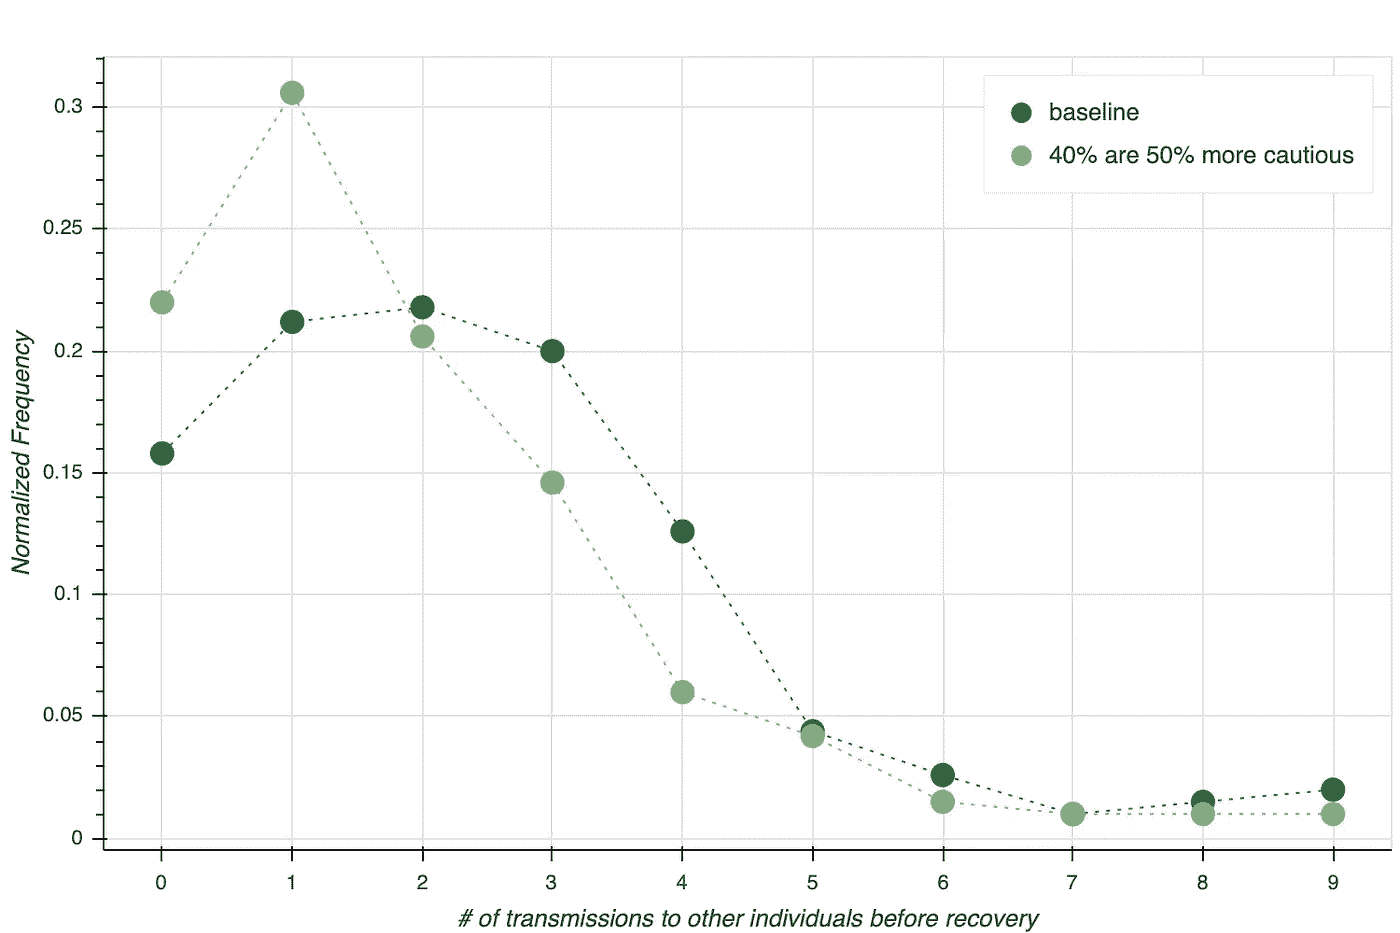 baseline
40% are 50% more cautious
0.3
0.25
0.2
0.15
0.1
0.05
0
Normalized Frequency
0 1 2 3 4 5 6 7 8 9
# of transmissions to other individuals before recovery